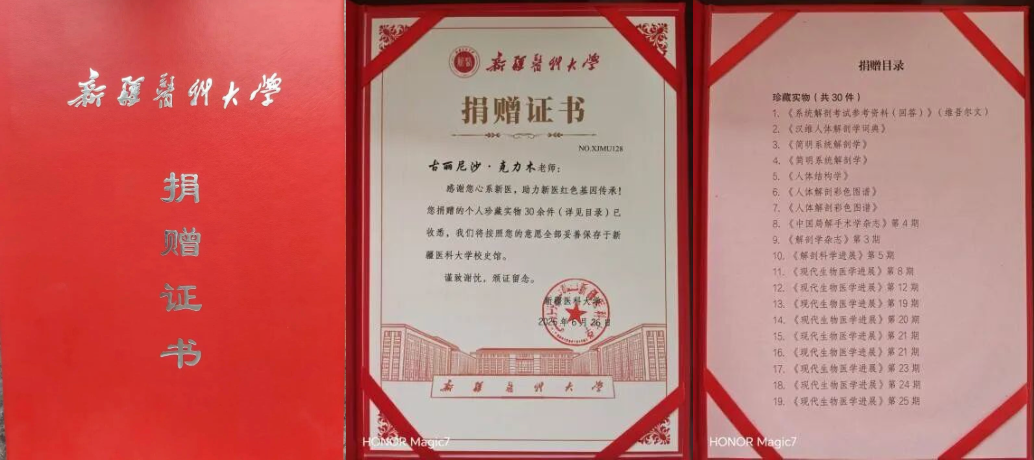 新疆医科大学
捐
赠
证
书
新疆医科大学
捐赠证书
NO.XJMU128
古丽尼沙·克力木老师:
感谢您心系新医,助力新医红色基因传承!
您捐赠的个人珍藏实物30余件(详见目录)已
收悉,我们将按照您的意愿全部妥善保存于新
疆医科大学校史馆。
谨致谢忱,颁证留念。
新疆医科大学
2025年6月26日
新疆医科大学
HONOR Magic7
捐赠目录
珍藏实物(共30件)
1. 《系统解剖考试参考资料(回答)》(维吾尔文)
2. 《汉维人体解剖学词典》
3. 《简明系统解剖学》
4. 《简明系统解剖学》
5. 《人体结构学》
6. 《人体解剖彩色图谱》
7. 《人体解剖彩色图谱》
8. 《中国局解手术学杂志》第4期
9. 《解剖学杂志》第3期
10. 《解剖科学进展》第5期
11. 《现代生物医学进展》第8期
12. 《现代生物医学进展》第12期
13. 《现代生物医学进展》第19期
14. 《现代生物医学进展》第20期
15. 《现代生物医学进展》第21期
16. 《现代生物医学进展》第21期
17. 《现代生物医学进展》第23期
18. 《现代生物医学进展》第24期
19. 《现代生物医学进展》第25期
HONOR Magic7